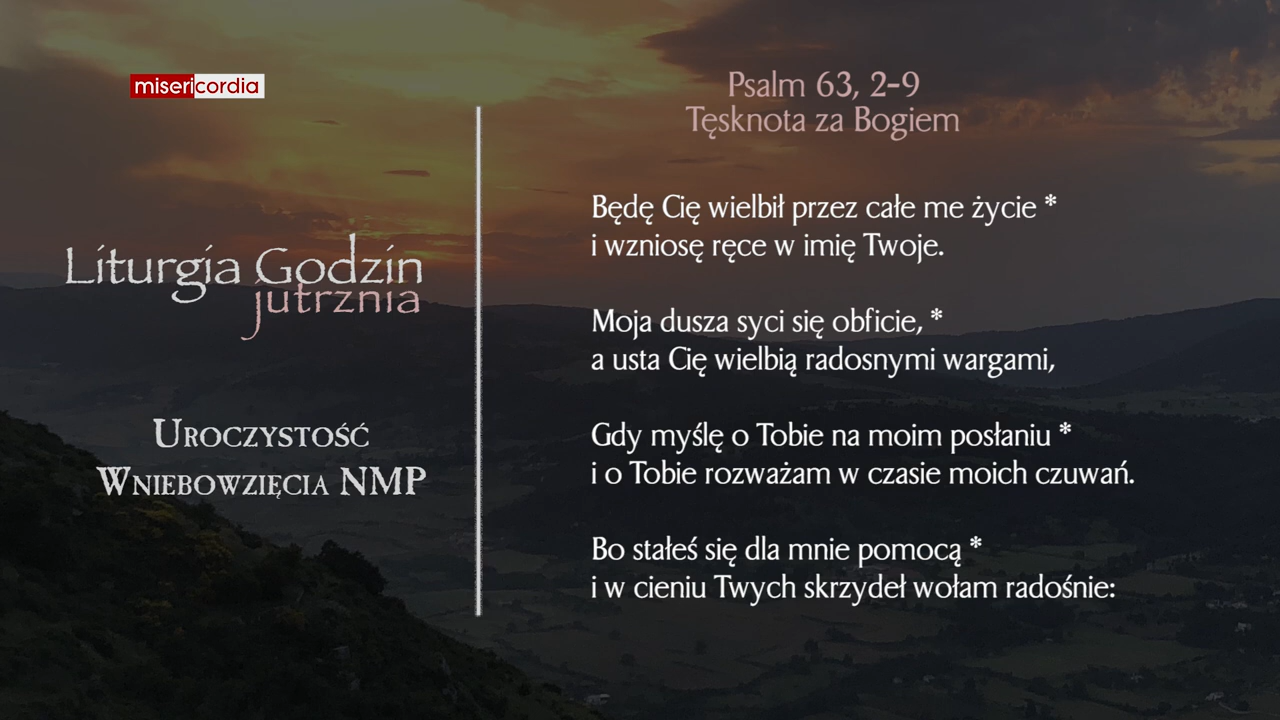 misericordia
Liturgia Godzin
jutrznia
Uroczystość
Wniebowzięcia NMP
Psalm 63, 2-9
Tęsknota za Bogiem
Będę Cię wielbił przez całe me życie *
i wzniosę ręce w imię Twoje.
Moja dusza syci się obficie, *
a usta Cię wielbią radosnymi wargami,
Gdy myślę o Tobie na moim posłaniu *
i o Tobie rozważam w czasie moich czuwań.
Bo stałeś się dla mnie pomocą *
i w cieniu Twych skrzydeł wołam radośnie: